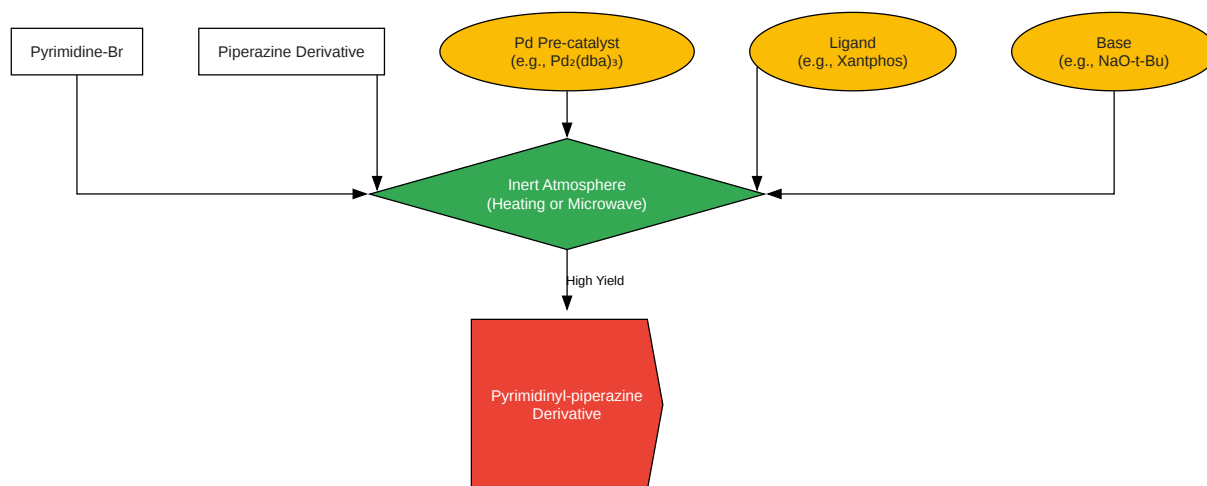 Pyrimidine-Br
Piperazine Derivative
Pd Pre-catalyst
(e.g., Pd₂(dba)₃)
Ligand
(e.g., Xantphos)
Base
(e.g., NaO-t-Bu)
Inert Atmosphere
(Heating or Microwave)
High Yield
Pyrimidinyl-piperazine
Derivative